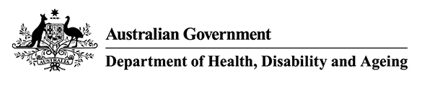 Australian Government
Department of Health, Disability and Ageing